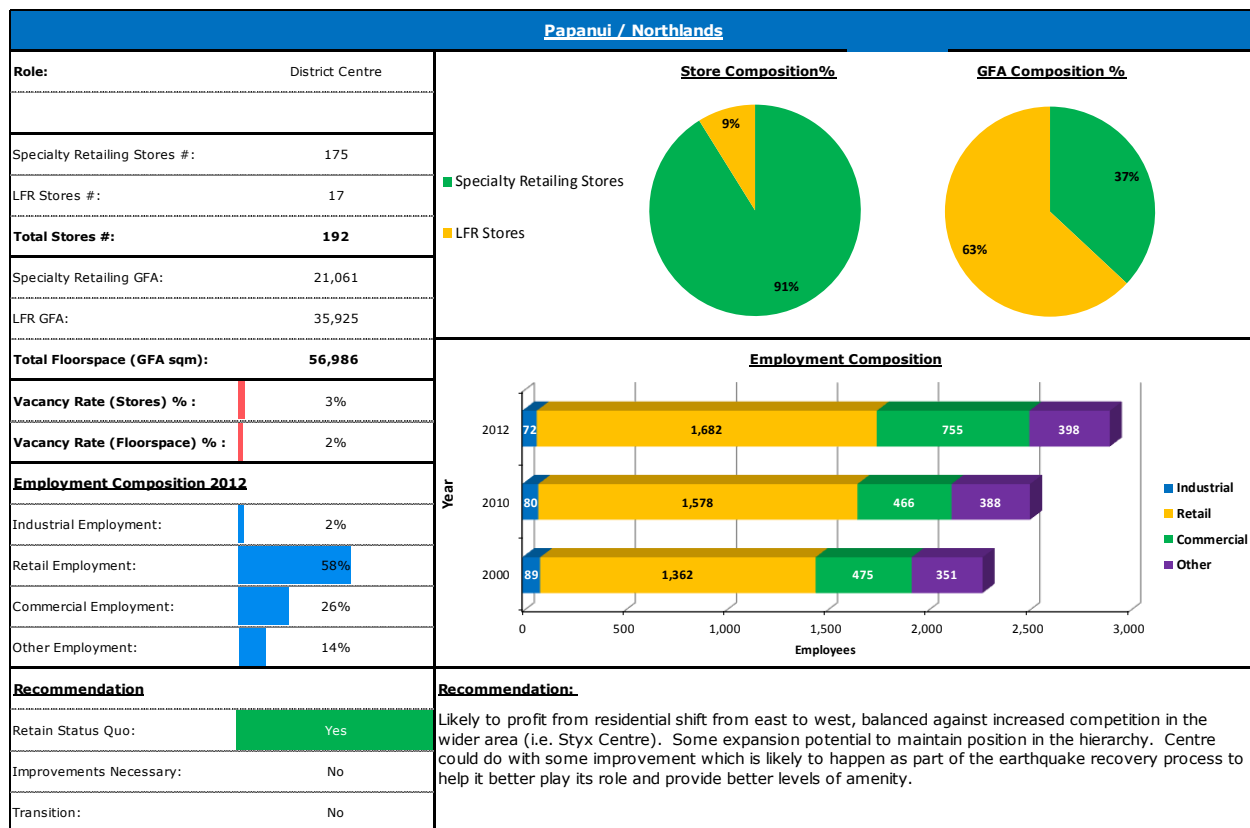 Papanui / Northlands
Role: District Centre
Specialty Retailing Stores #: 175
LFR Stores #: 17
Total Stores #: 192
Specialty Retailing GFA: 21,061
LFR GFA: 35,925
Total Floorspace (GFA sqm): 56,986
Vacancy Rate (Stores) % : 3%
Vacancy Rate (Floorspace) % : 2%
Employment Composition 2012
Industrial Employment: 2%
Retail Employment: 58%
Commercial Employment: 26%
Other Employment: 14%
Recommendation
Retain Status Quo: Yes
Improvements Necessary: No
Transition: No
Store Composition%
GFA Composition %
Specialty Retailing Stores
LFR Stores
9%
91%
37%
63%
Employment Composition
Year
2012 72 1,682 755 398
2010 80 1,578 466 388
2000 89 1,362 475 351
0 500 1,000 1,500 2,000 2,500 3,000
Employees
Industrial
Retail
Commercial
Other
Recommendation:
Likely to profit from residential shift from east to west, balanced against increased competition in the
wider area (i.e. Styx Centre). Some expansion potential to maintain position in the hierarchy. Centre
could do with some improvement which is likely to happen as part of the earthquake recovery process to
help it better play its role and provide better levels of amenity.